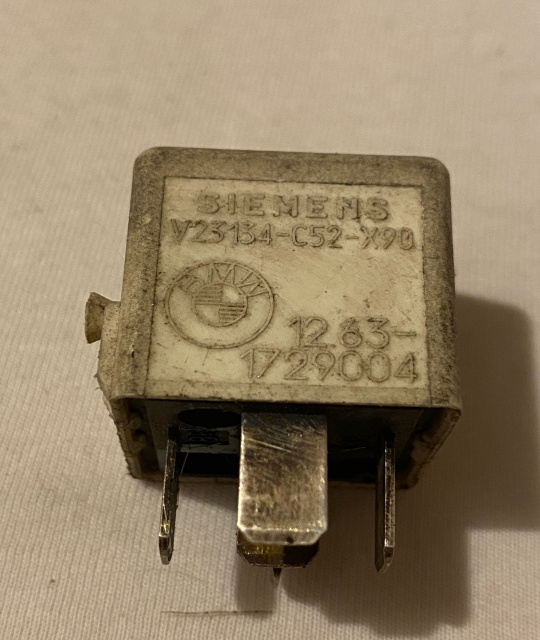 SIEMENS
V23134-C52-X90
BMW
12.63-
1729004